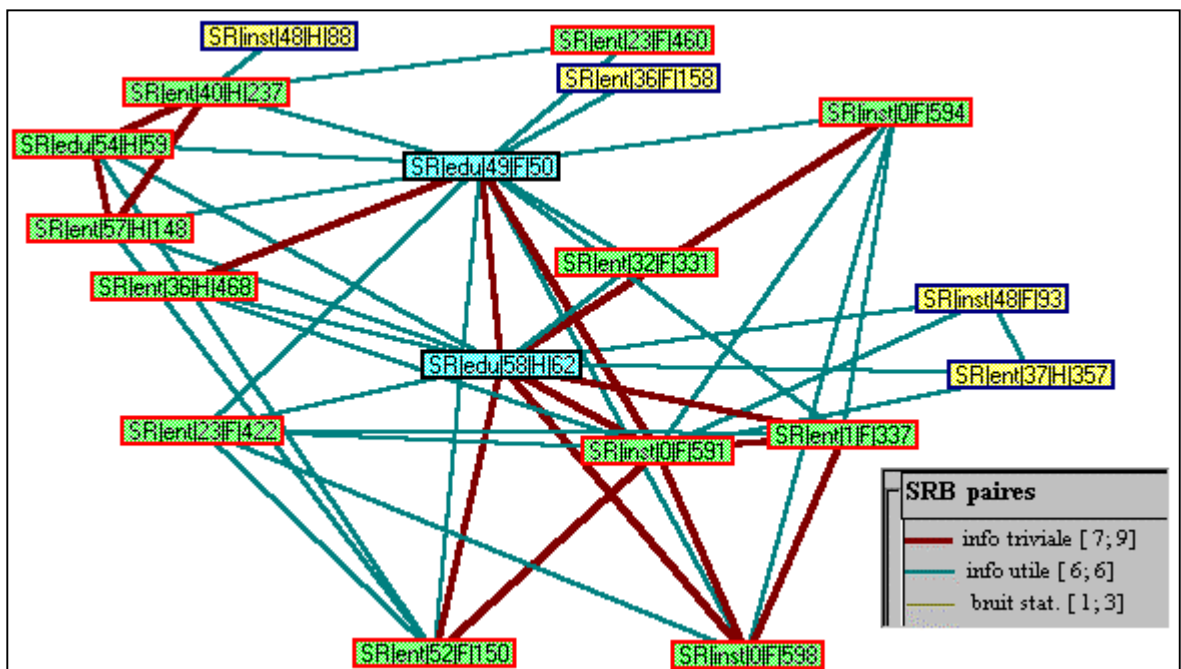 SR|inst|48|H|88
SR|ent|23|F|460
SR|ent|36|F|158
SR|ent|40|H|237
SR|inst|0|F|594
SR|edu|54|H|59
SR|edu|49|F|50
SR|ent|57|H|148
SR|ent|32|F|331
SR|ent|36|H|468
SR|inst|48|F|93
SR|edu|58|H|62
SR|ent|37|H|357
SR|ent|23|F|422
SR|inst|0|F|591
SR|ent|1|F|337
SRB paires
info triviale [ 7; 9]
info utile [ 6; 6]
bruit stat. [ 1; 3]
SR|ent|52|F|150
SR|inst|0|F|598